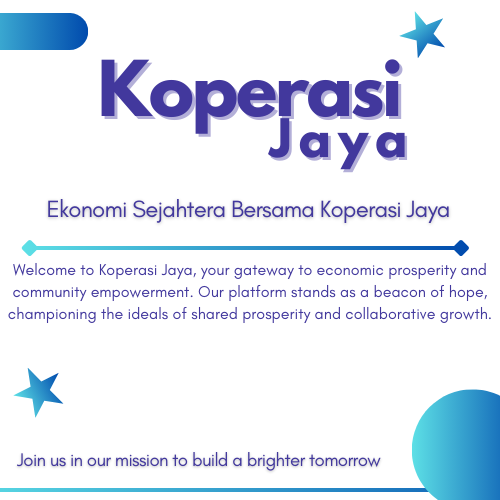 Koperasi
Jaya
Ekonomi Sejahtera Bersama Koperasi Jaya
Welcome to Koperasi Jaya, your gateway to economic prosperity and
community empowerment. Our platform stands as a beacon of hope,
championing the ideals of shared prosperity and collaborative growth.
Join us in our mission to build a brighter tomorrow